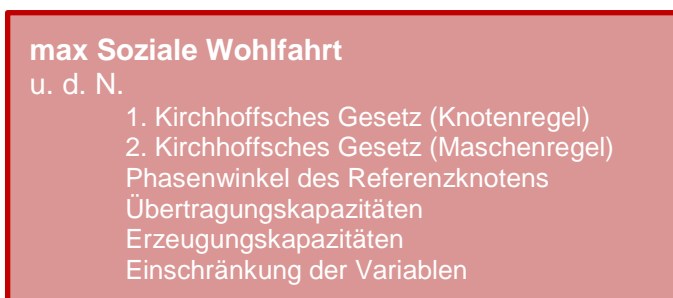 max Soziale Wohlfahrt
u. d. N.
1. Kirchhoffsches Gesetz (Knotenregel)
2. Kirchhoffsches Gesetz (Maschenregel)
Phasenwinkel des Referenzknotens
Übertragungskapazitäten
Erzeugungskapazitäten
Einschränkung der Variablen